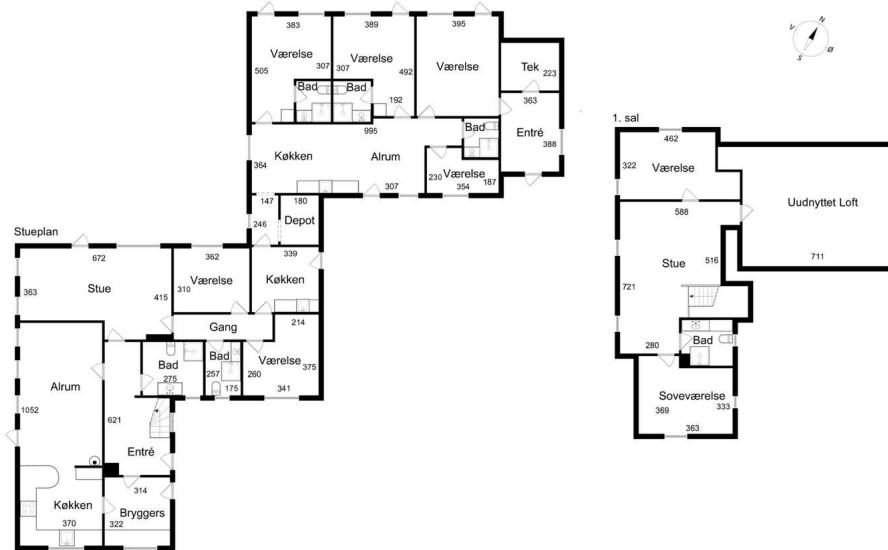 383
389
395
Værelse
505
307
Værelse
307
492
Værelse
Tek
223
Bad
Bad
192
363
995
Bad
Entré
388
Køkken
Alrum
364
230
Værelse
187
307
354
147
180
246
Depot
Stueplan
672
362
339
363
Stue
415
310
Værelse
Køkken
Gang
214
Bad
275
Bad
257
175
Værelse
260
375
341
Alrum
1052
621
Entré
314
Køkken
370
322
Bryggers
N
V
Ø
S
1. sal
462
322
Værelse
588
Uudnyttet Loft
711
Stue
516
721
280
Bad
Soveværelse
369
333
363